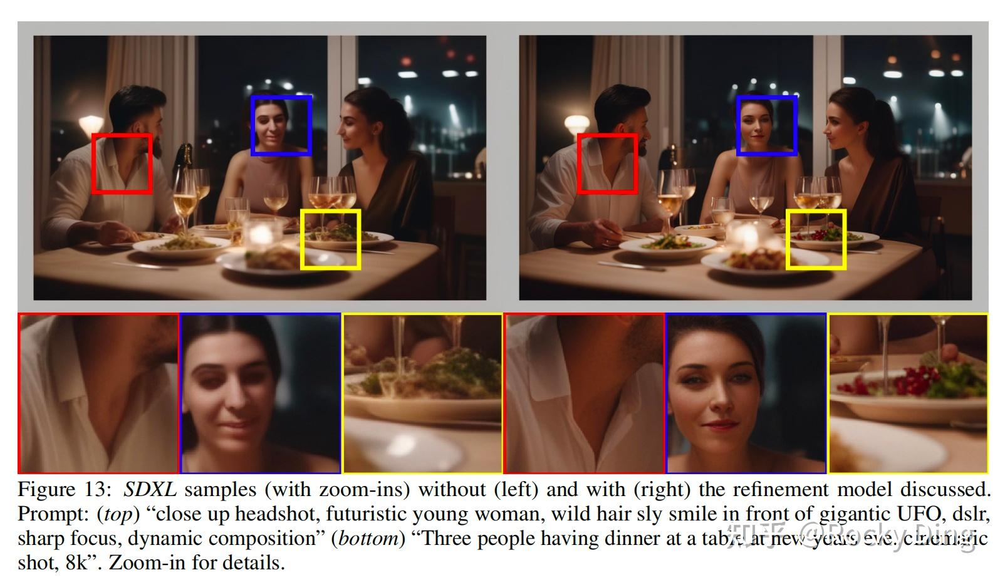 Figure 13: SDXL samples (with zoom-ins) without (left) and with (right) the refinement model discussed.
Prompt: (top) “close up headshot, futuristic young woman, wild hair sly smile in front of gigantic UFO, dslr,
sharp focus, dynamic composition” (bottom) “Three people having dinner at a table at new years eve, cinematic
shot, 8k”. Zoom-in for details.
知乎 @Rocky Ding